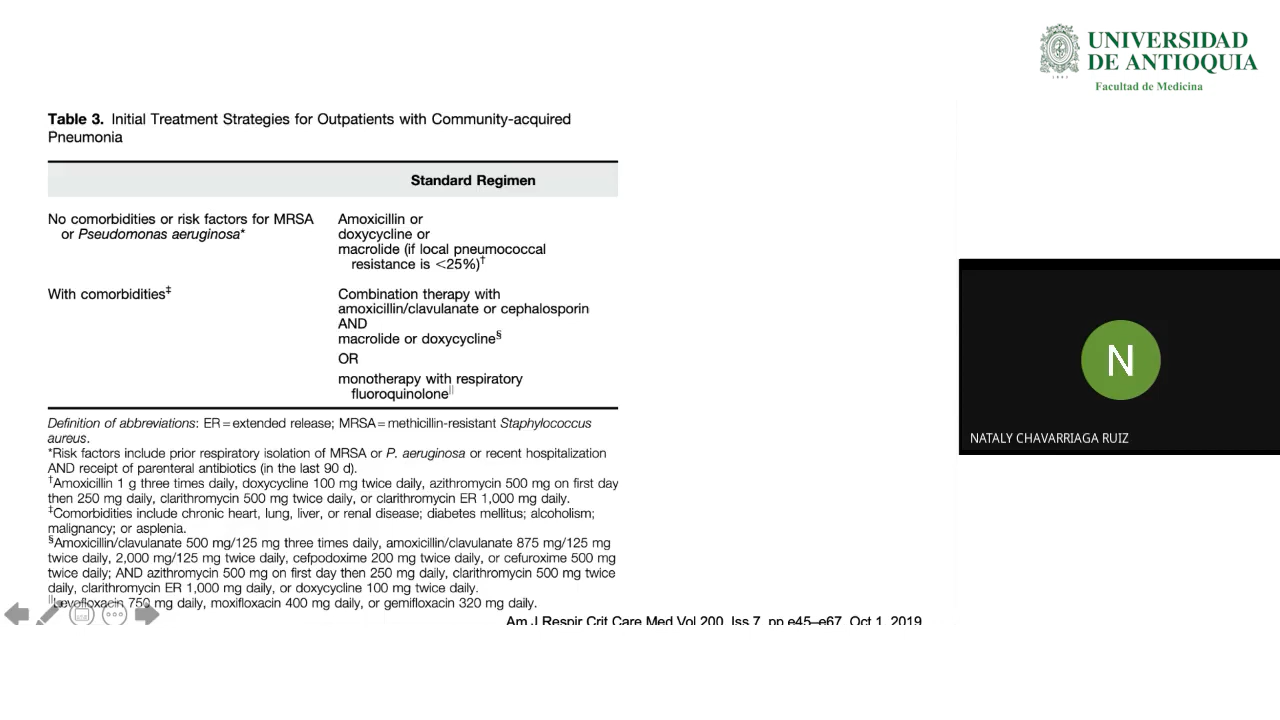 UNIVERSIDAD
DE ANTIOQUIA
1803
Facultad de Medicina
Table 3. Initial Treatment Strategies for Outpatients with Community-acquired
Pneumonia
Standard Regimen
No comorbidities or risk factors for MRSA
or Pseudomonas aeruginosa*
Amoxicillin or
doxycycline or
macrolide (if local pneumococcal
resistance is <25%)†
With comorbidities‡
Combination therapy with
amoxicillin/clavulanate or cephalosporin
AND
macrolide or doxycycline§
OR
monotherapy with respiratory
fluoroquinolone||
Definition of abbreviations: ER = extended release; MRSA = methicillin-resistant Staphylococcus
aureus.
*Risk factors include prior respiratory isolation of MRSA or P. aeruginosa or recent hospitalization
AND receipt of parenteral antibiotics (in the last 90 d).
†Amoxicillin 1 g three times daily, doxycycline 100 mg twice daily, azithromycin 500 mg on first day
then 250 mg daily, clarithromycin 500 mg twice daily, or clarithromycin ER 1,000 mg daily.
‡Comorbidities include chronic heart, lung, liver, or renal disease; diabetes mellitus; alcoholism;
malignancy; or asplenia.
§Amoxicillin/clavulanate 500 mg/125 mg three times daily, amoxicillin/clavulanate 875 mg/125 mg
twice daily, 2,000 mg/125 mg twice daily, cefpodoxime 200 mg twice daily, or cefuroxime 500 mg
twice daily; AND azithromycin 500 mg on first day then 250 mg daily, clarithromycin 500 mg twice
daily, clarithromycin ER 1,000 mg daily, or doxycycline 100 mg twice daily.
||Levofloxacin 750 mg daily, moxifloxacin 400 mg daily, or gemifloxacin 320 mg daily.
Am J Respir Crit Care Med Vol 200, Iss 7, pp e45–e67, Oct 1, 2019
N
NATALY CHAVARRIAGA RUIZ